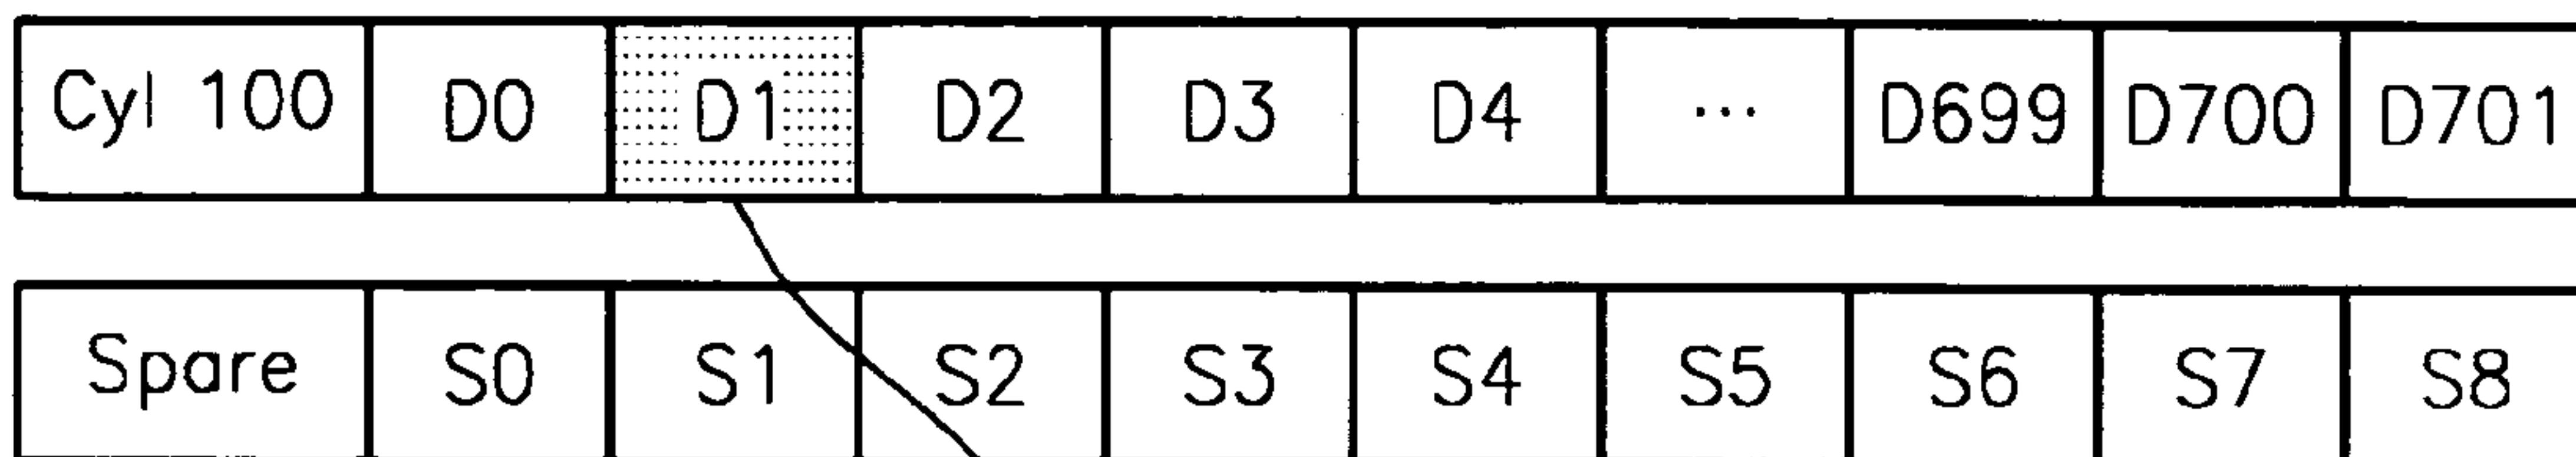 Cyl 100 D0 D1 D2 D3 D4 ... D699 D700 D701
Spare S0 S1 S2 S3 S4 S5 S6 S7 S8